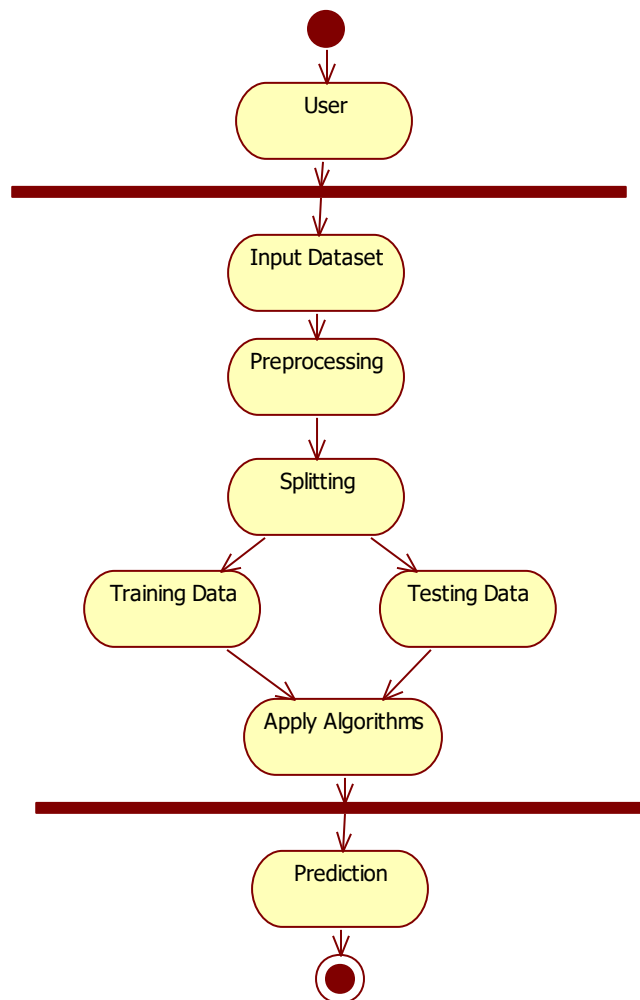 User
Input Dataset
Preprocessing
Splitting
Training Data
Testing Data
Apply Algorithms
Prediction